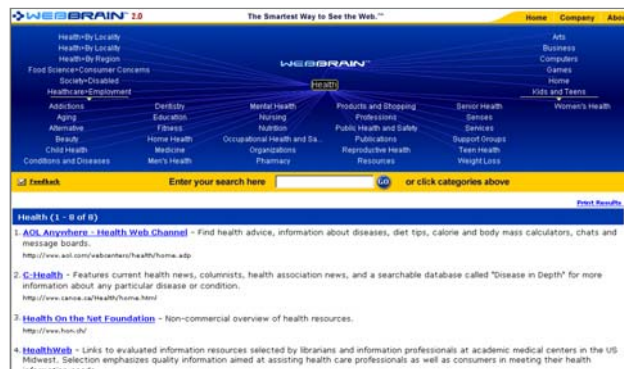 WEBBRAIN™ 2.0 The Smartest Way to See the Web.™ Home Company Abou
Health>By Locality
Health>By Locality
Health>By Region
Food Science>Consumer Concerns
Society>Disabled
Healthcare>Employment
WEBBRAIN™
Health
Arts
Business
Computers
Games
Home
Kids and Teens
Addictions Dentistry Mental Health Products and Shopping Senior Health Women's Health
Aging Education Nursing Professions Senses
Alternative Fitness Nutrition Public Health and Safety Services
Beauty Home Health Occupational Health and Sa... Publications Support Groups
Child Health Medicine Organizations Reproductive Health Teen Health
Conditions and Diseases Men's Health Pharmacy Resources Weight Loss
Feedback Enter your search here GO or click categories above
Print Results
Health (1 - 8 of 8)
1. AOL Anywhere - Health Web Channel - Find health advice, information about diseases, diet tips, calorie and body mass calculators, chats and
message boards.
http://www.aol.com/webcenters/health/home.adp
2. C-Health - Features current health news, columnists, health association news, and a searchable database called "Disease in Depth" for more
information about any particular disease or condition.
http://www.canoe.ca/Health/home.html
3. Health On the Net Foundation - Non-commercial overview of health resources.
http://www.hon.ch/
4. HealthWeb - Links to evaluated information resources selected by librarians and information professionals at academic medical centers in the US
Midwest. Selection emphasizes quality information aimed at assisting health care professionals as well as consumers in meeting their health
information needs.